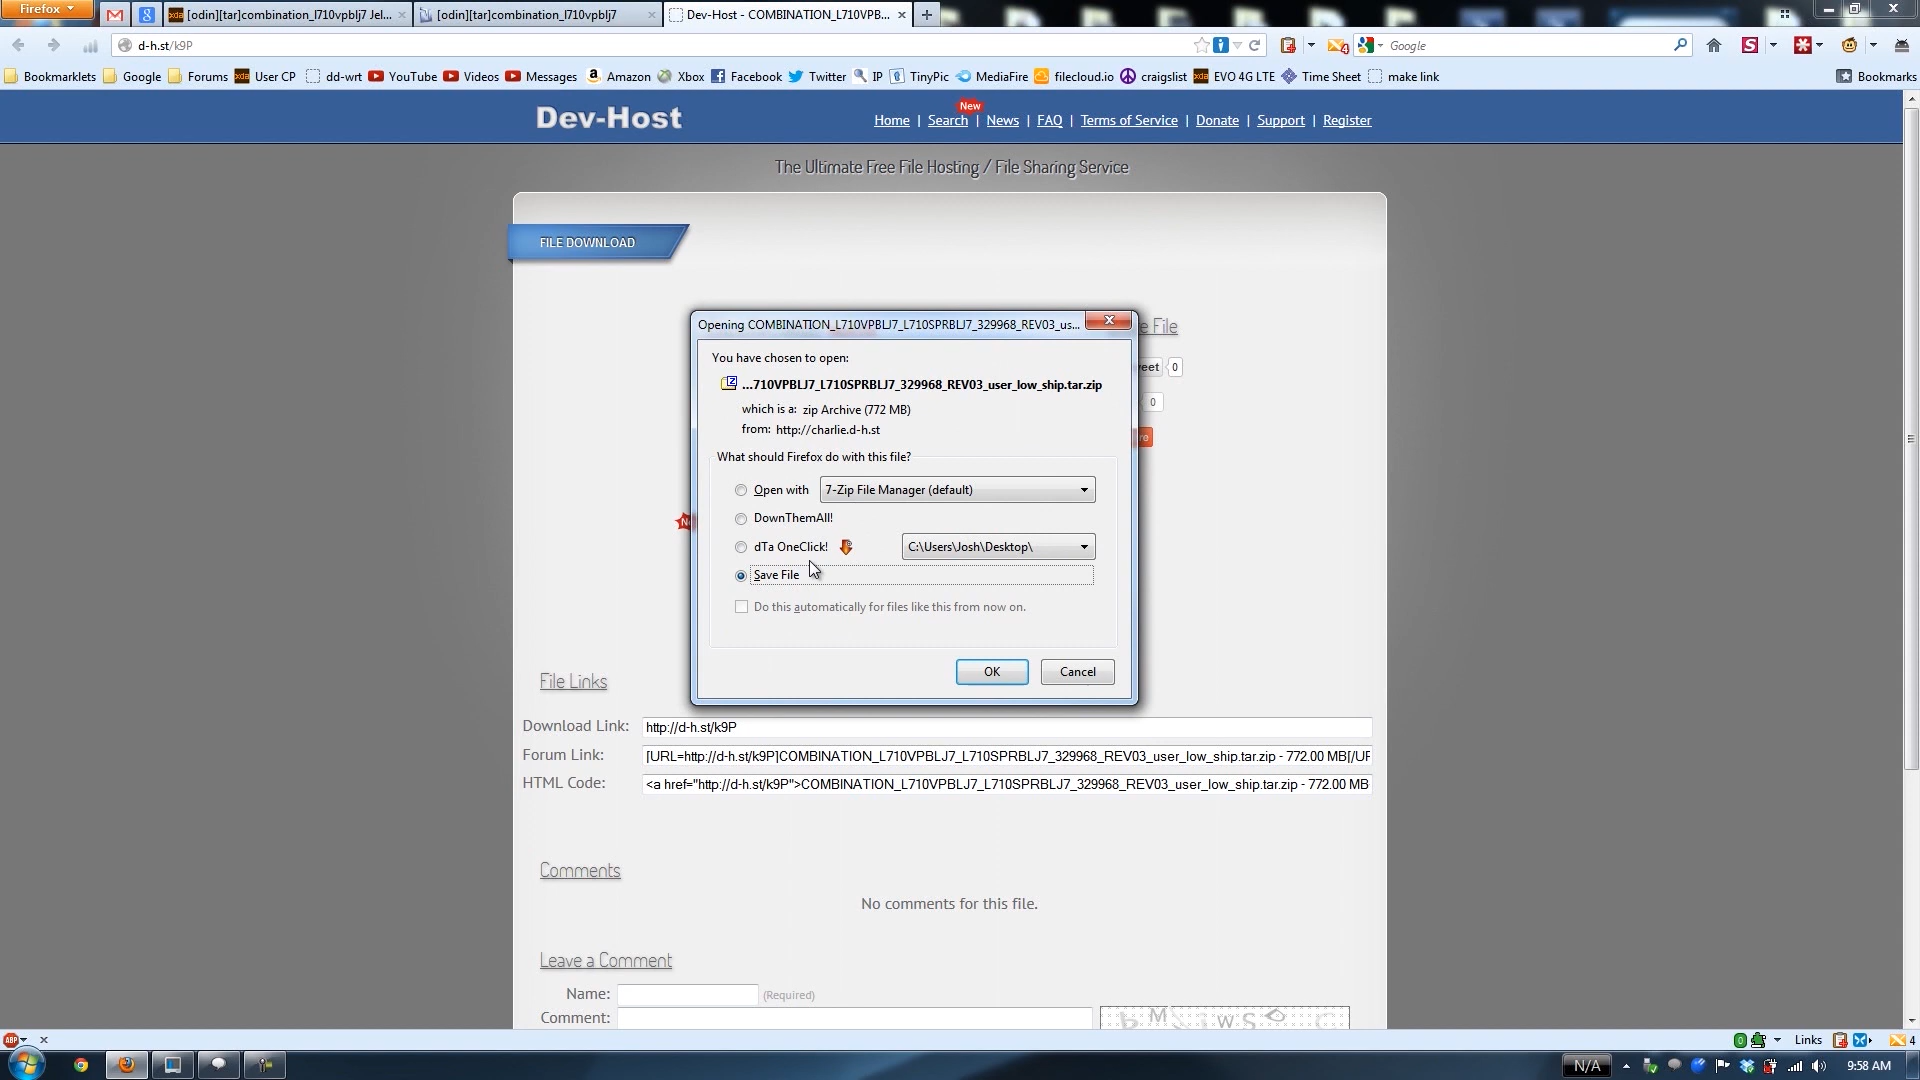 Firefox
[odin][tar]combination_l710vpblj7 Jel...
[odin][tar]combination_l710vpblj7
Dev-Host - COMBINATION_L710VPB...
d-h.st/k9P
Google
Bookmarklets
Google
Forums
User CP
dd-wrt
YouTube
Videos
Messages
Amazon
Xbox
Facebook
Twitter
IP
TinyPic
MediaFire
filecloud.io
craigslist
EVO 4G LTE
Time Sheet
make link
Bookmarks
Dev-Host
New
Home | Search | News | FAQ | Terms of Service | Donate | Support | Register
The Ultimate Free File Hosting / File Sharing Service
FILE DOWNLOAD
Opening COMBINATION_L710VPBLJ7_L710SPRBLJ7_329968_REV03_us...
e File
You have chosen to open:
eet 0
...710VPBLJ7_L710SPRBLJ7_329968_REV03_user_low_ship.tar.zip
which is a: zip Archive (772 MB)
0
from: http://charlie.d-h.st
What should Firefox do with this file?
Open with
7-Zip File Manager (default)
DownThemAll!
dTa OneClick!
C:\Users\Josh\Desktop\
Save File
Do this automatically for files like this from now on.
OK
Cancel
File Links
Download Link: http://d-h.st/k9P
Forum Link: [URL=http://d-h.st/k9P]COMBINATION_L710VPBLJ7_L710SPRBLJ7_329968_REV03_user_low_ship.tar.zip - 772.00 MB[/UR
HTML Code: <a href="http://d-h.st/k9P">COMBINATION_L710VPBLJ7_L710SPRBLJ7_329968_REV03_user_low_ship.tar.zip - 772.00 MB
Comments
No comments for this file.
Leave a Comment
Name: (Required)
Comment:
ABP
0
Links
4
N/A
9:58 AM